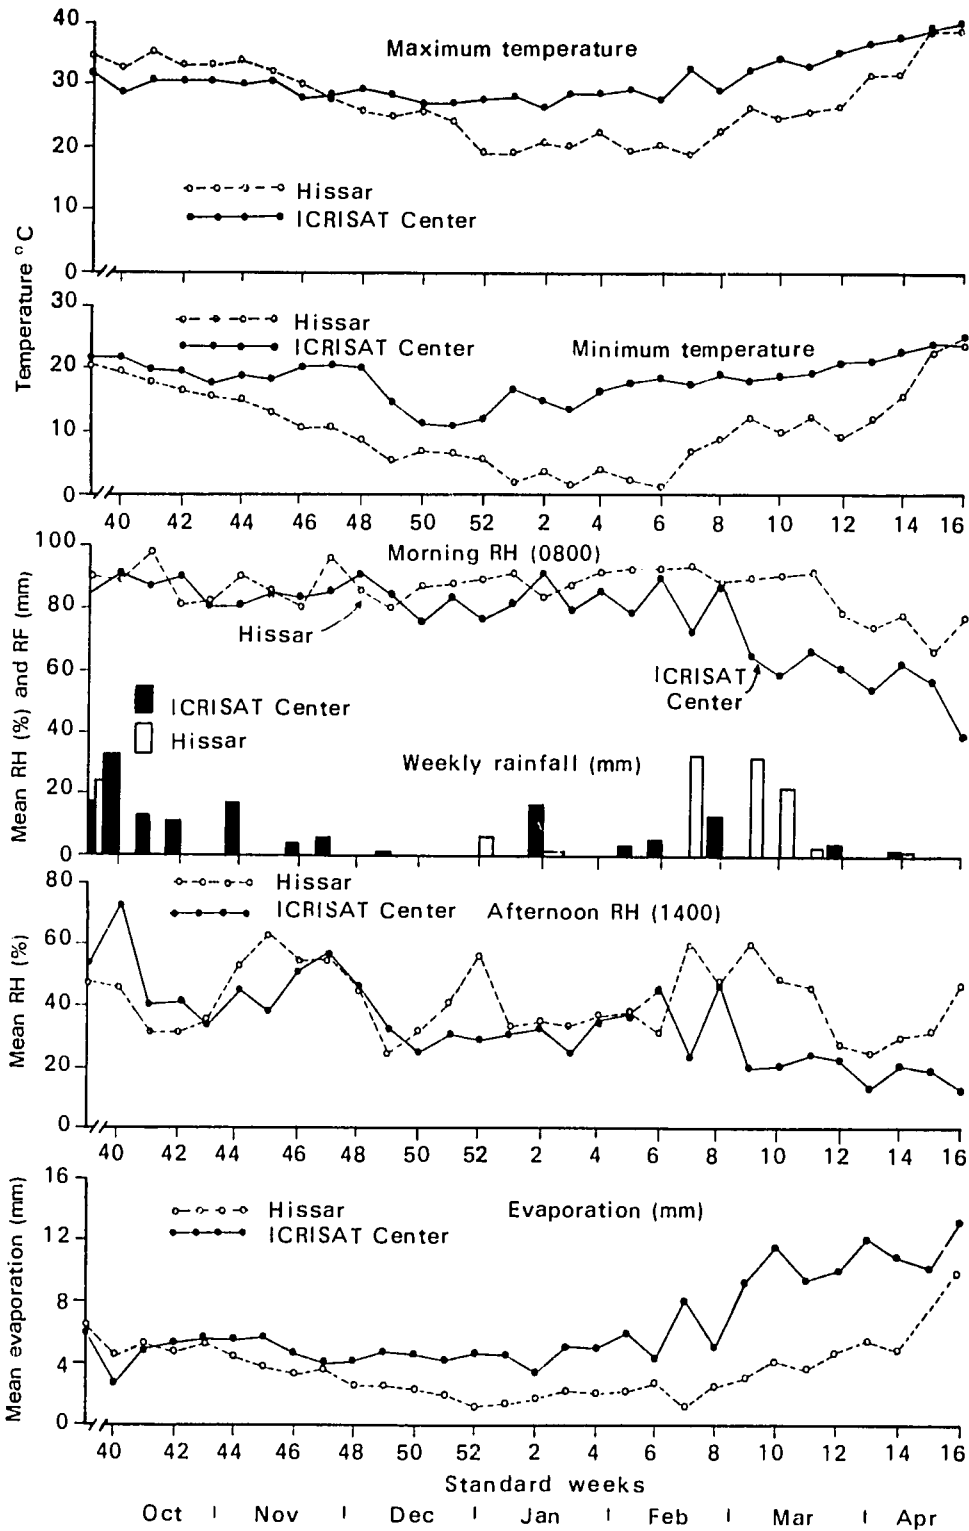 40
30
20
10
0
Maximum temperature
Hissar
ICRISAT Center
Temperature °C
30
20
10
0
Hissar
ICRISAT Center
Minimum temperature
40 42 44 46 48 50 52 2 4 6 8 10 12 14 16
Mean RH (%) and RF (mm)
100
80
60
40
20
0
Morning RH (0800)
Hissar
ICRISAT
Center
ICRISAT Center
Hissar
Weekly rainfall (mm)
Mean RH (%)
80
60
40
20
0
Hissar
ICRISAT Center Afternoon RH (1400)
40 42 44 46 48 50 52 2 4 6 8 10 12 14 16
Mean evaporation (mm)
16
12
8
4
0
Hissar
ICRISAT Center
Evaporation (mm)
40 42 44 46 48 50 52 2 4 6 8 10 12 14 16
Standard weeks
Oct Nov Dec Jan Feb Mar Apr